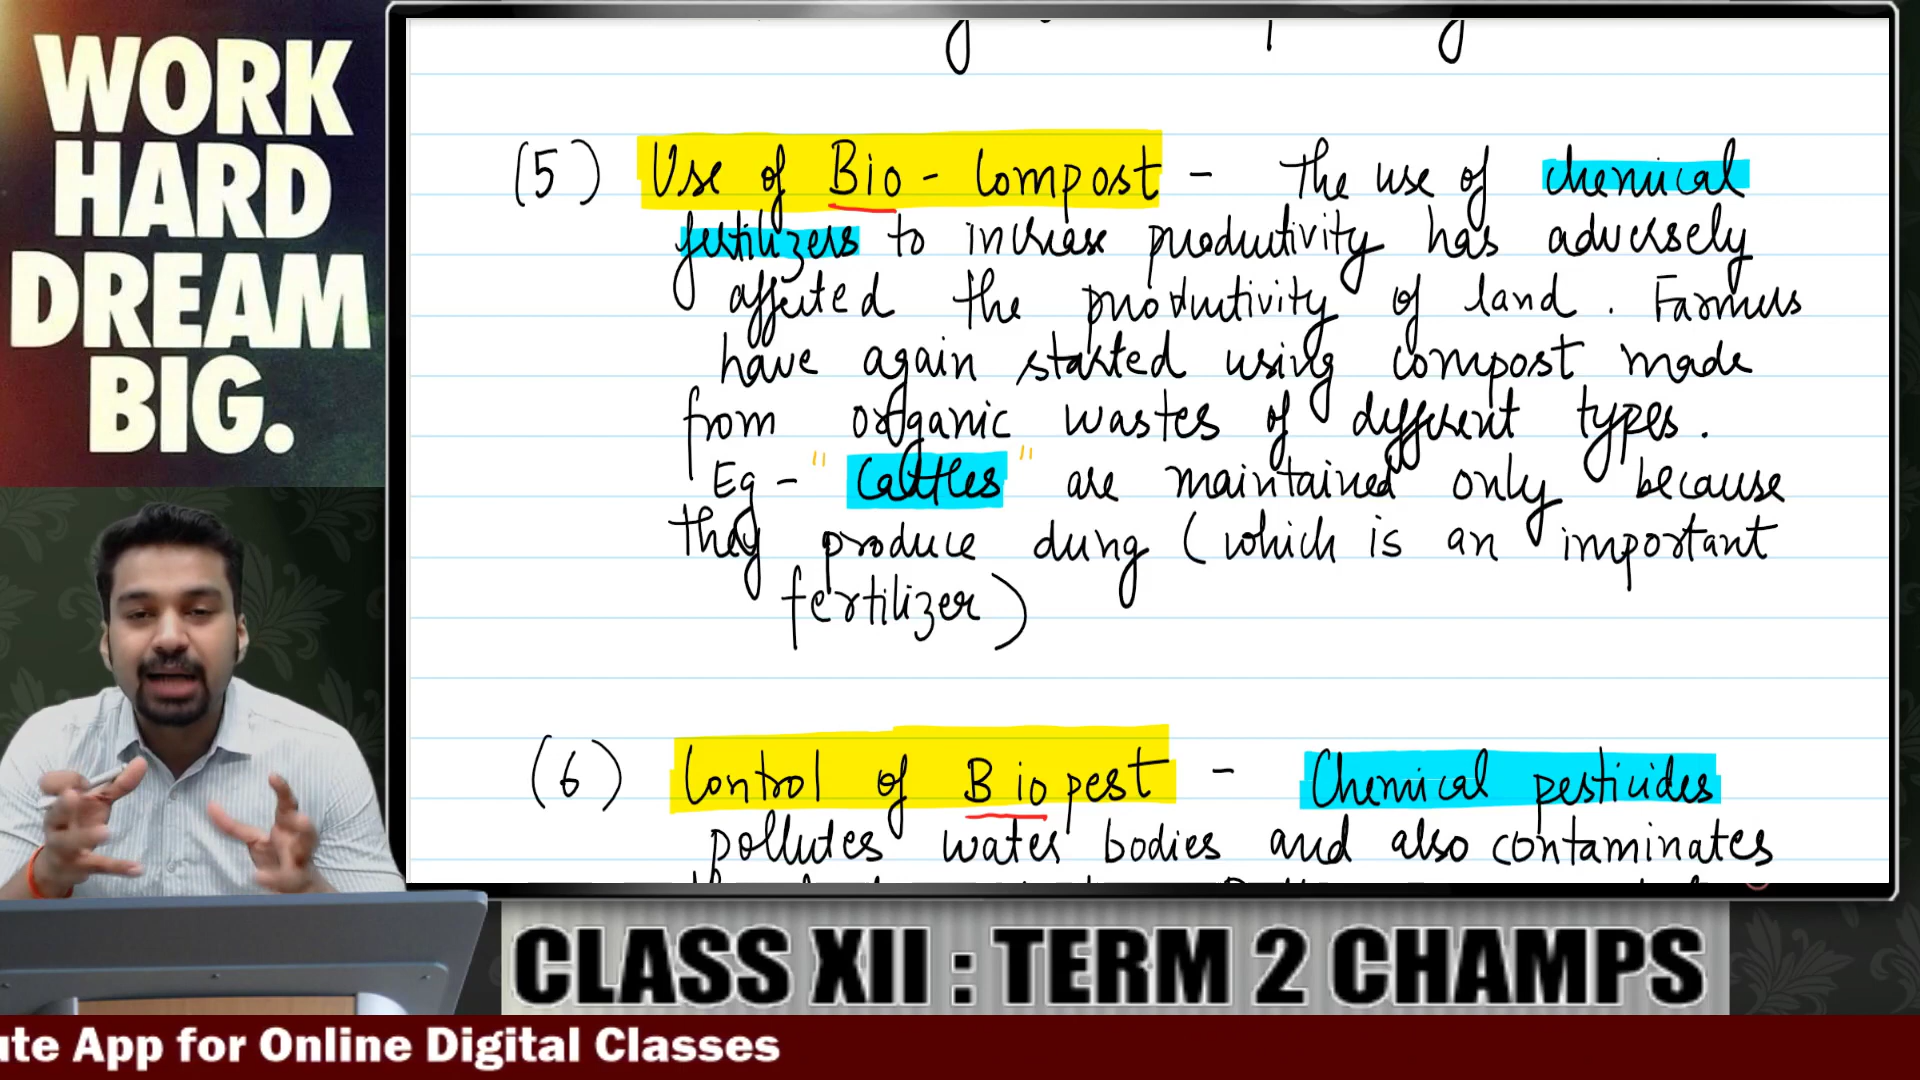 WORK
HARD
DREAM
BIG.
(5) Use of Bio - Compost - The use of chemical
fertilizers to increase productivity has adversely
affected the productivity of land. Farmers
have again started using compost made
from organic wastes of different types.
Eg - "Cattles" are maintained only because
they produce dung (which is an important
fertilizer)
(6) Control of Biopest - Chemical pesticides
pollutes water bodies and also contaminates
CLASS XII : TERM 2 CHAMPS
ute App for Online Digital Classes